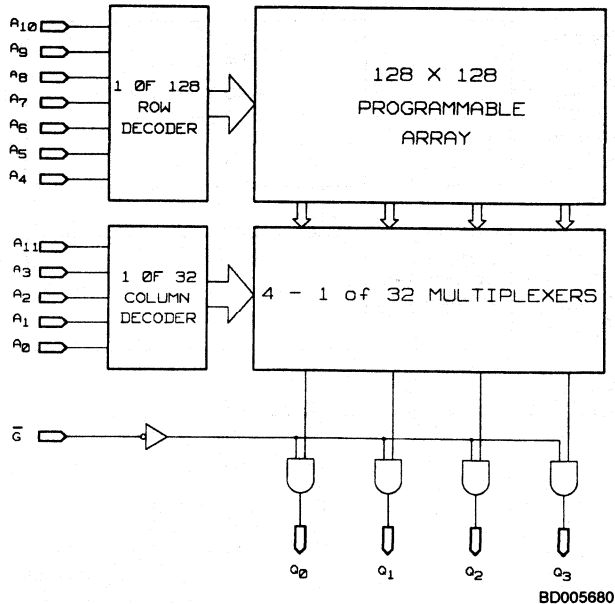 A10
A9
A8
A7
A6
A5
A4
1 OF 128
ROW
DECODER
128 X 128
PROGRAMMABLE
ARRAY
A11
A3
A2
A1
A0
1 OF 32
COLUMN
DECODER
4 - 1 of 32 MULTIPLEXERS
G̅
Q0
Q1
Q2
Q3
BD005680